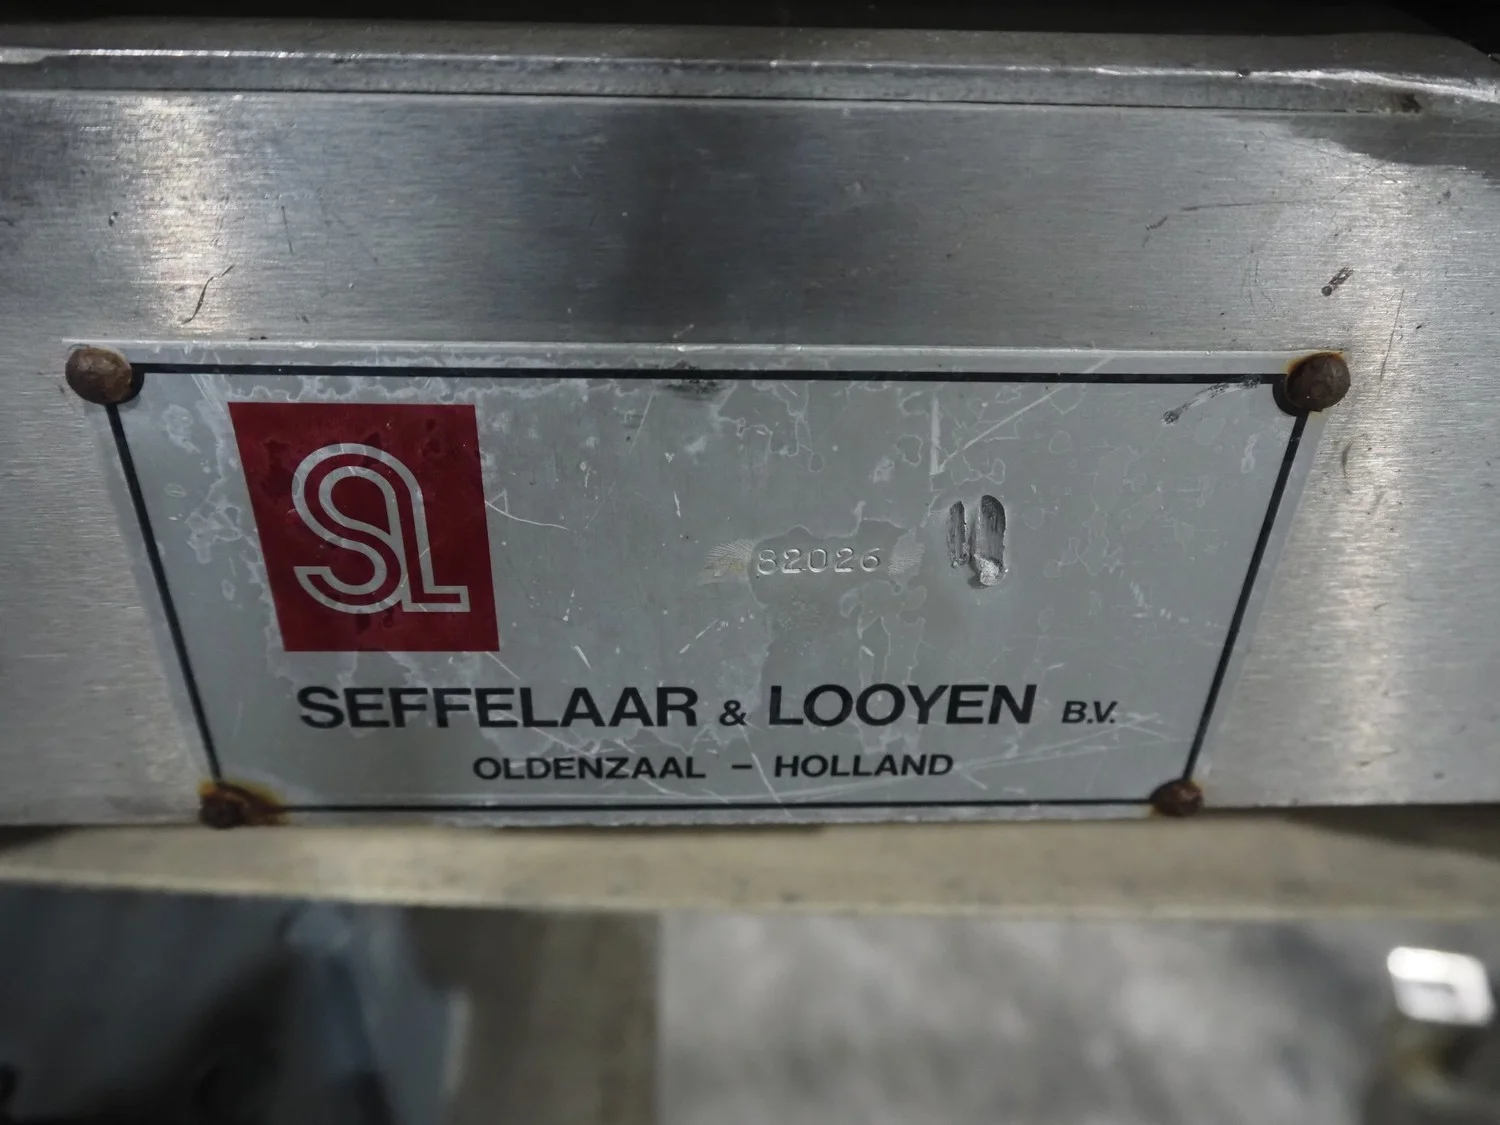 SL
82026
SEFFELAAR & LOOYEN B.V.
OLDENZAAL - HOLLAND